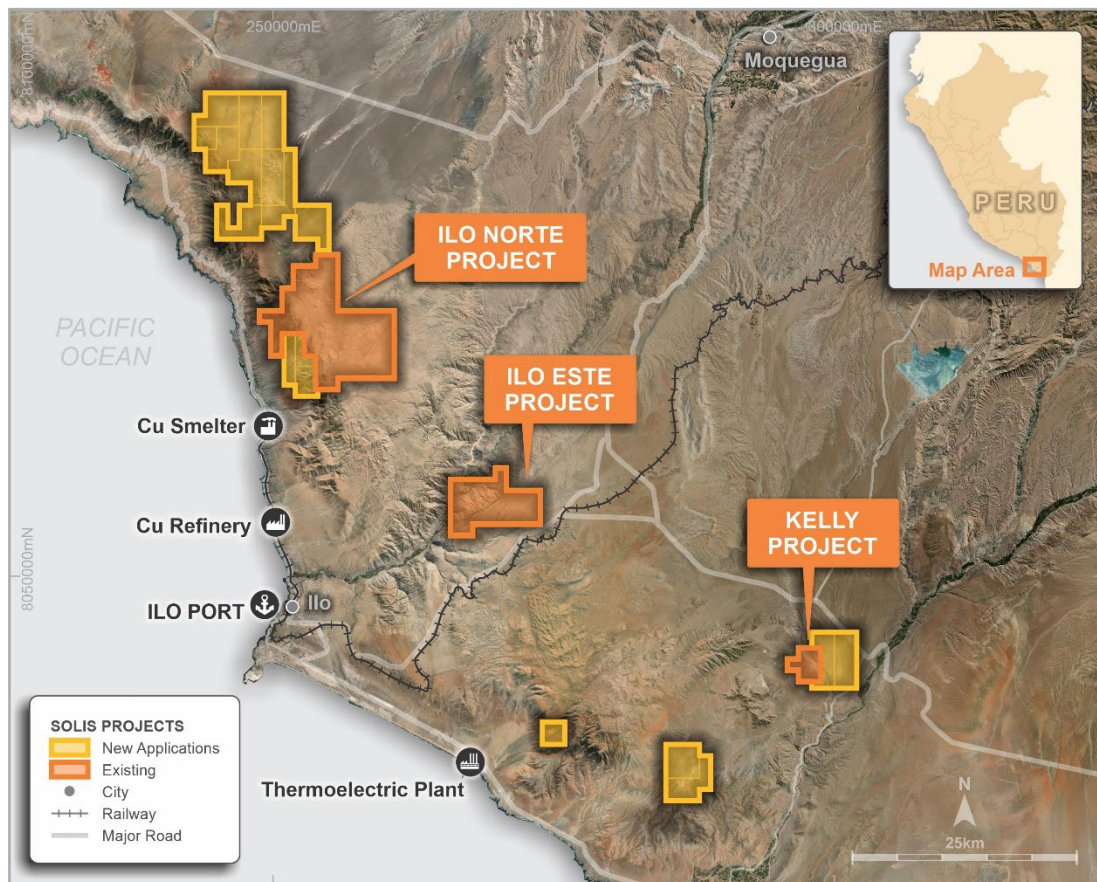 250000mE
300000mE
8100000mN
Moquegua
PERU
Map Area
ILO NORTE
PROJECT
PACIFIC
OCEAN
ILO ESTE
PROJECT
Cu Smelter
Cu Refinery
KELLY
PROJECT
8050000mN
ILO PORT
Ilo
SOLIS PROJECTS
New Applications
Existing
City
Railway
Major Road
Thermoelectric Plant
N
25km